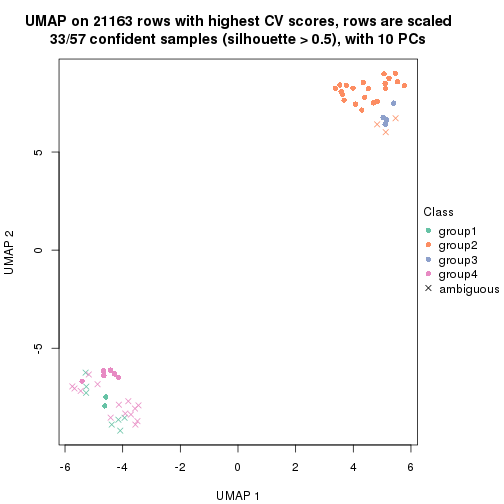 UMAP on 21163 rows with highest CV scores, rows are scaled
33/57 confident samples (silhouette > 0.5), with 10 PCs
UMAP 2
5
0
-5
-6
-4
-2
0
2
4
6
UMAP 1
Class
group1
group2
group3
group4
ambiguous